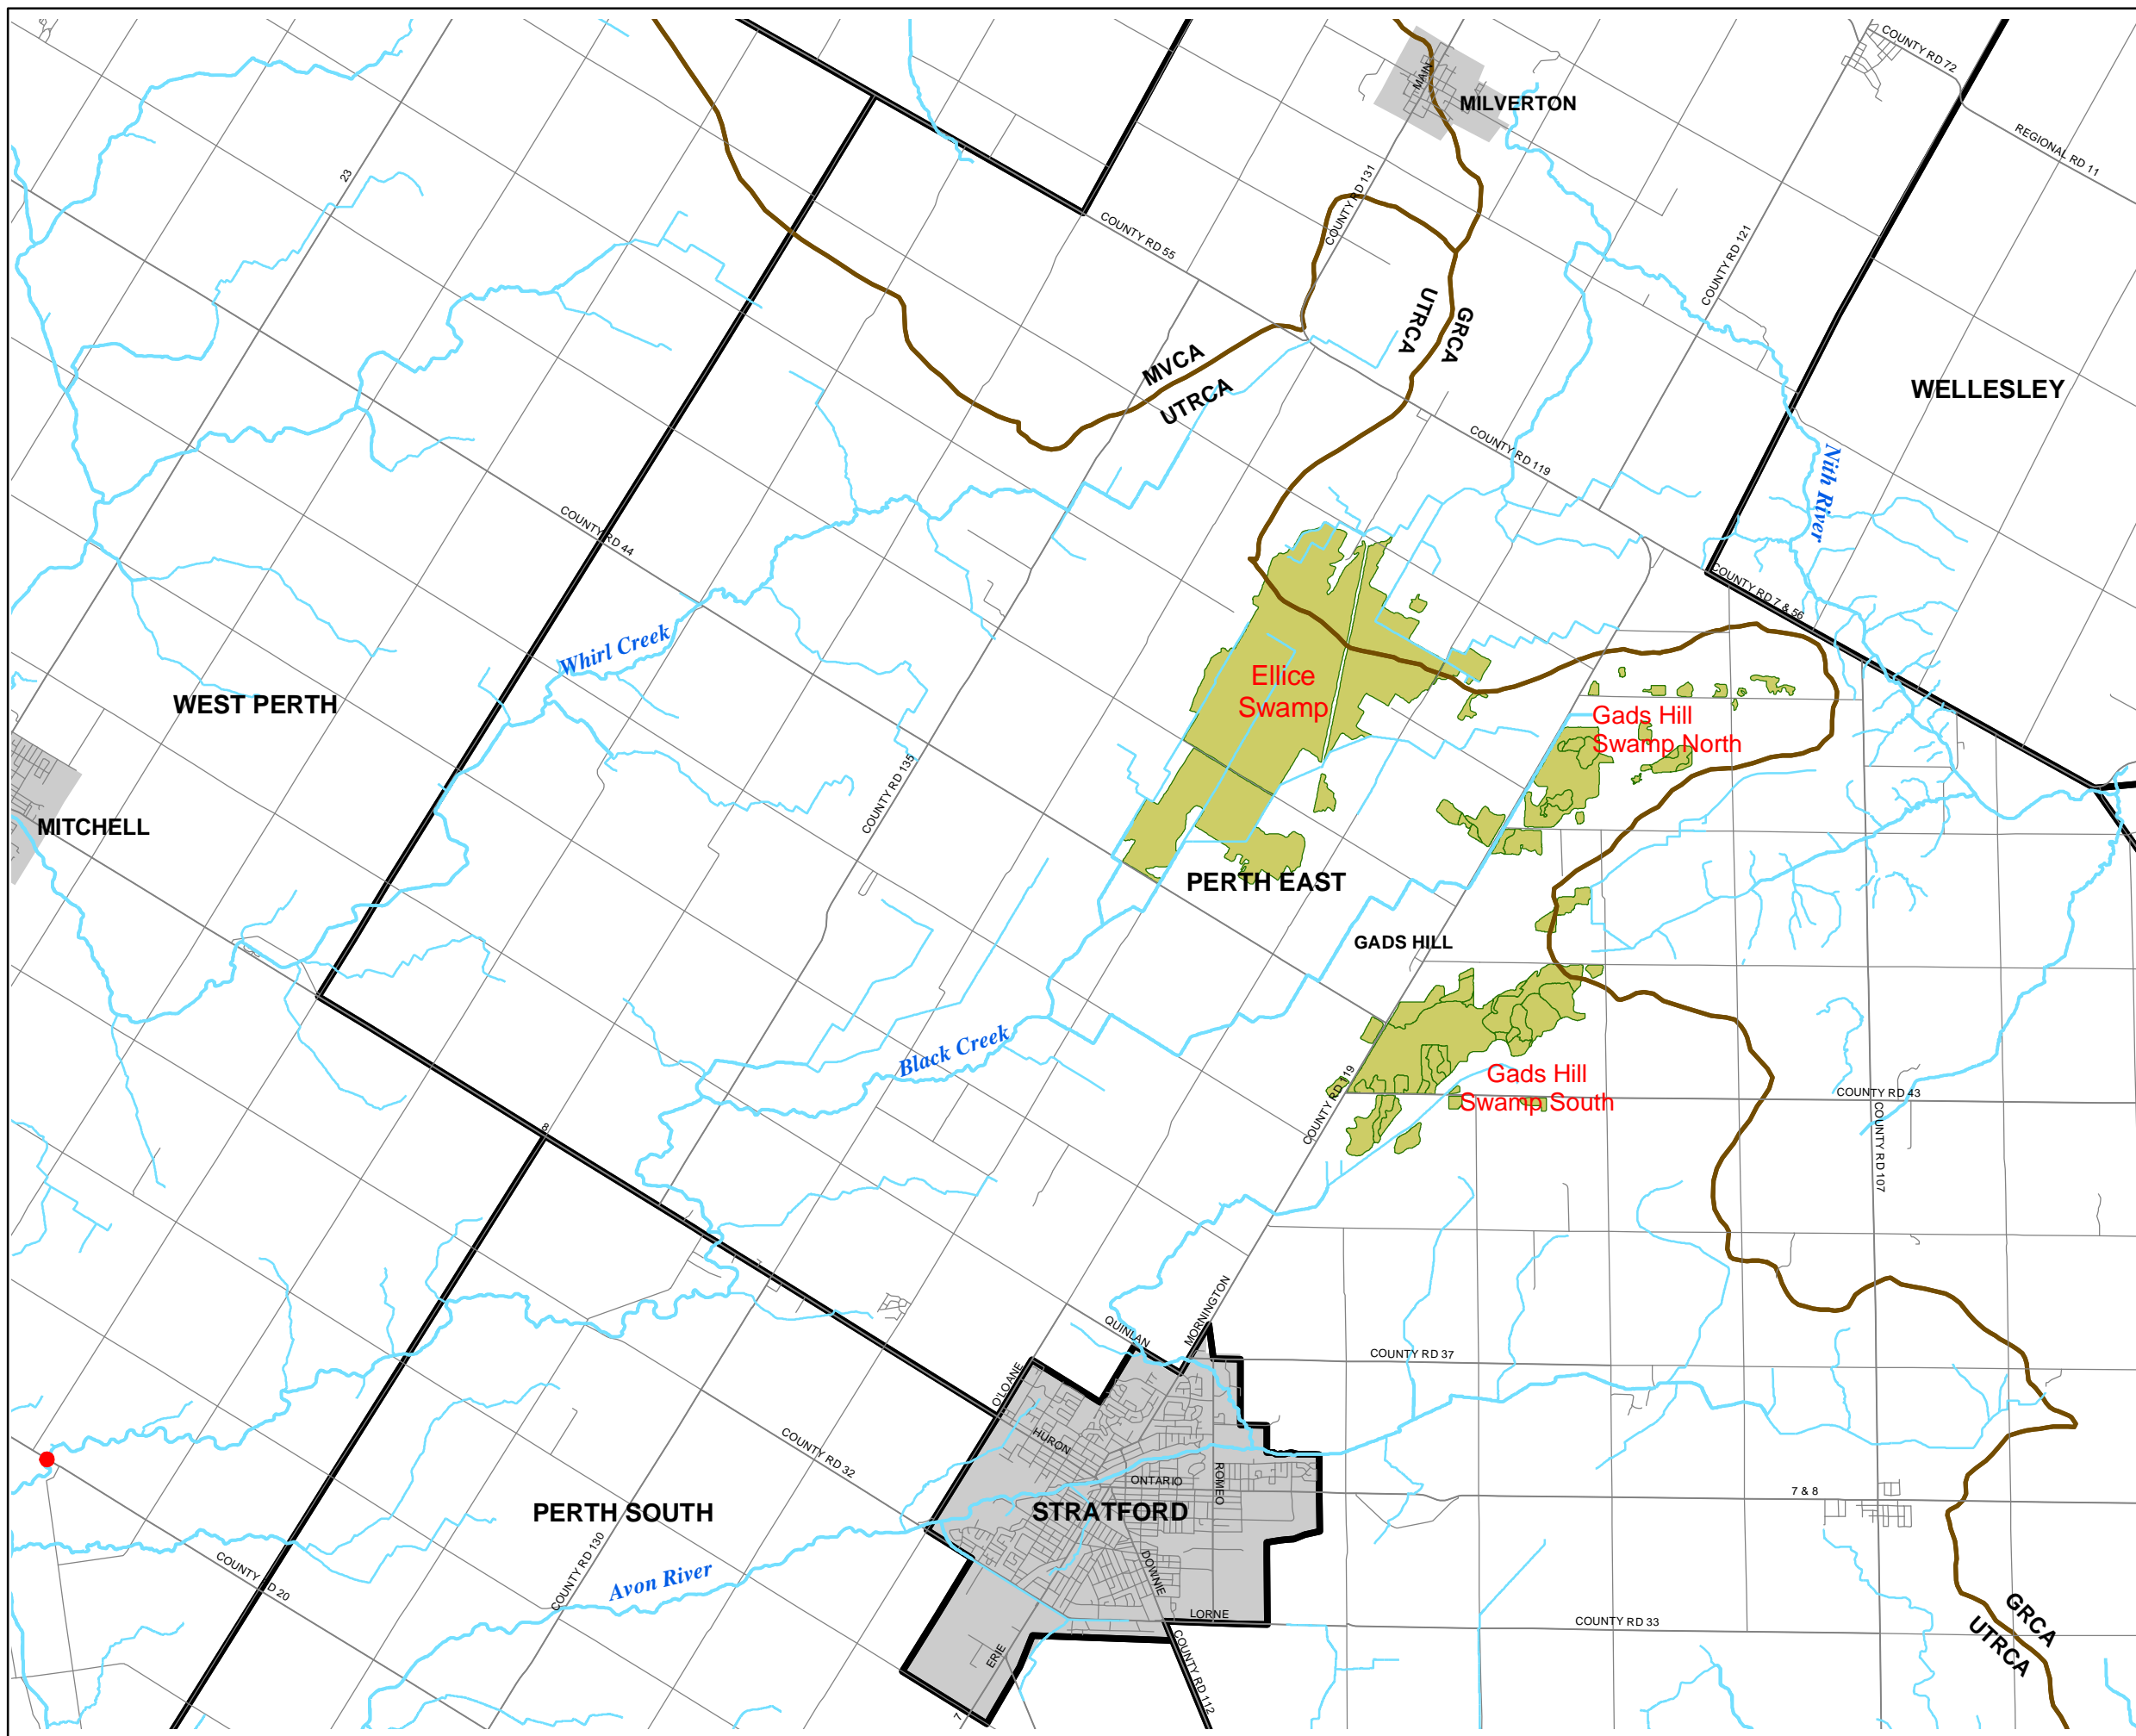 COUNTY RD 72
MAIN
MILVERTON
REGIONAL RD 11
23
COUNTY RD 131
COUNTY RD 55
COUNTY RD 121
UTRCA
GRCA
MVCA
UTRCA
WELLESLEY
COUNTY RD 119
Nith River
COUNTY RD 44
COUNTY RD 7 & 56
Whirl Creek
WEST PERTH
Ellice
Swamp
Gads Hill
Swamp North
COUNTY RD 135
MITCHELL
PERTH EAST
GADS HILL
Black Creek
Gads Hill
Swamp South
COUNTY RD 119
COUNTY RD 43
COUNTY RD 107
8
MORNINGTON
QUINLAN
COUNTY RD 37
O'LOANE
HURON
COUNTY RD 32
ONTARIO
ROMEO
7 & 8
PERTH SOUTH
STRATFORD
COUNTY RD 130
COUNTY RD 20
Avon River
DOWNIE
LORNE
COUNTY RD 33
GRCA
UTRCA
ERIE
COUNTY RD 112
7